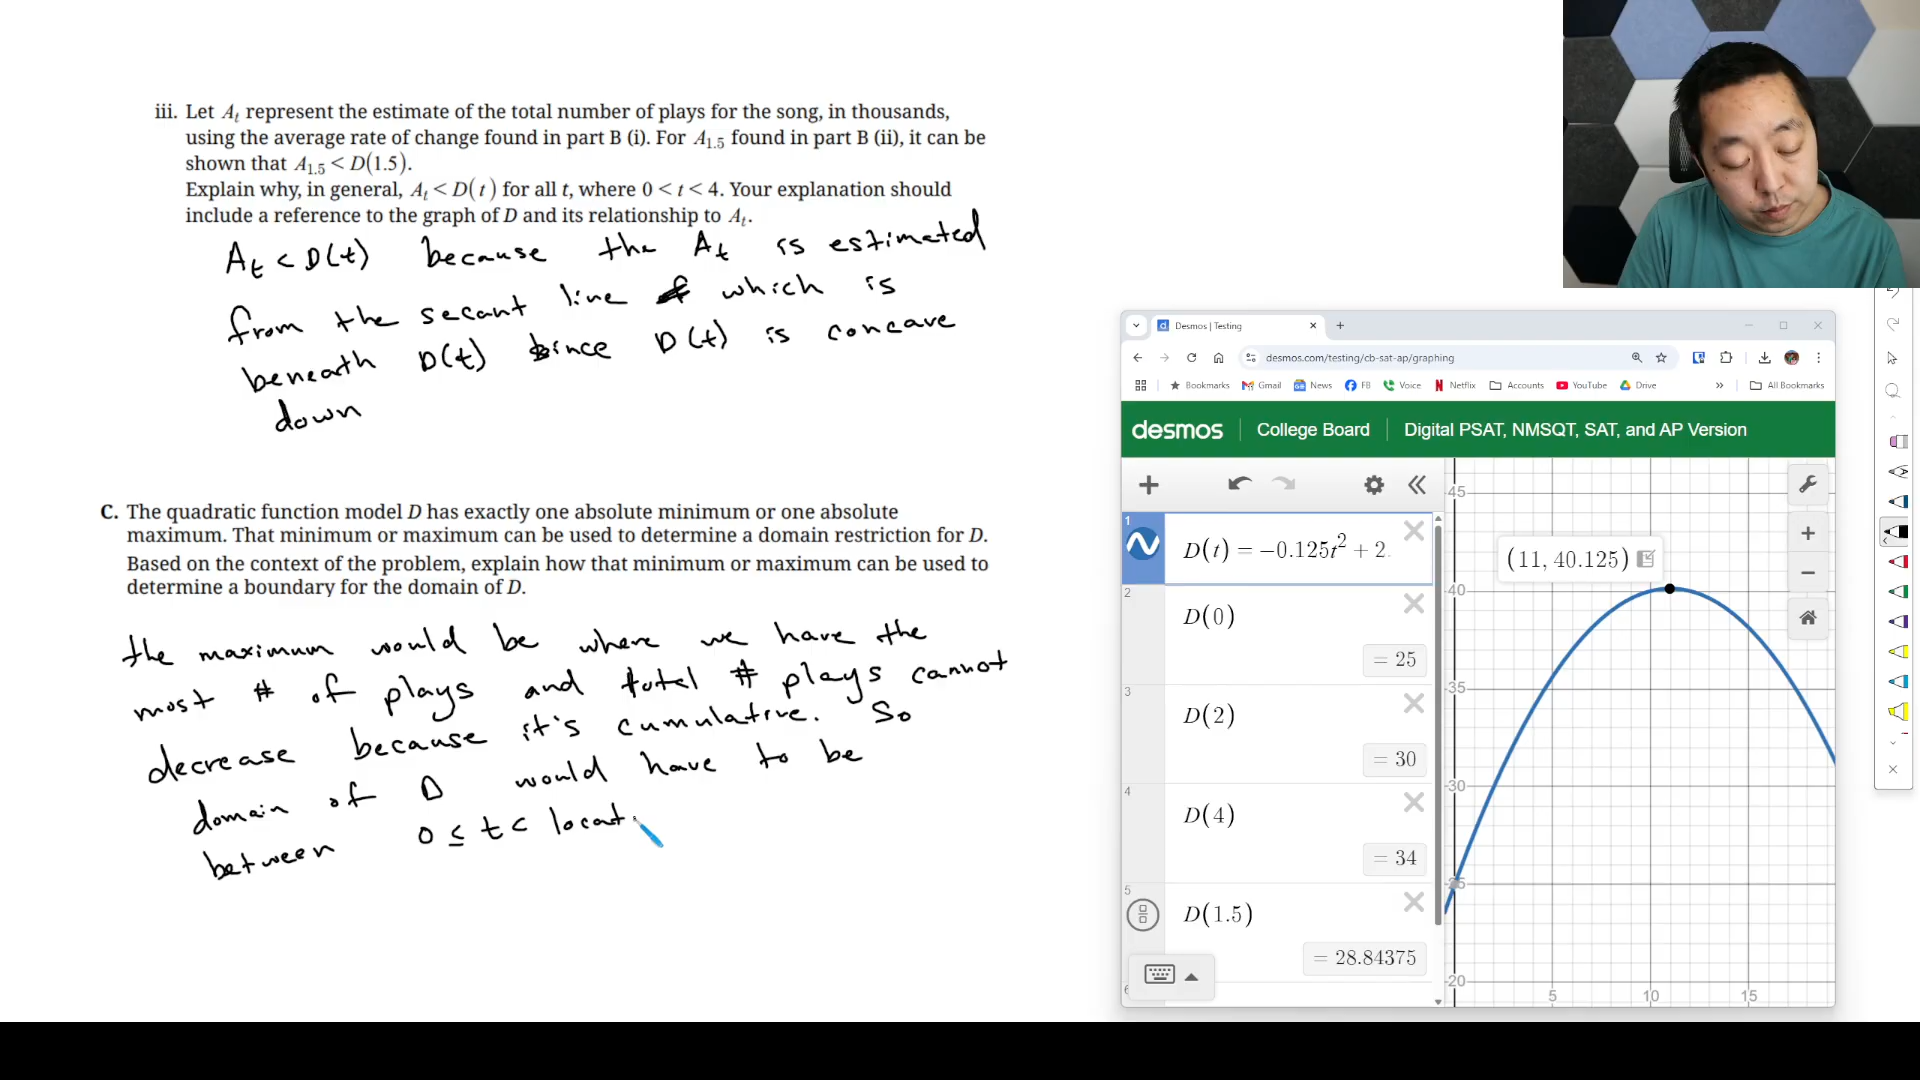 iii. Let A_t represent the estimate of the total number of plays for the song, in thousands,
using the average rate of change found in part B (i). For A_1.5 found in part B (ii), it can be
shown that A_1.5 < D(1.5).
Explain why, in general, A_t < D(t) for all t, where 0 < t < 4. Your explanation should
include a reference to the graph of D and its relationship to A_t.
A_t < D(t) because the A_t is estimated
from the secant line which is
beneath D(t) since D(t) is concave
down
C. The quadratic function model D has exactly one absolute minimum or one absolute
maximum. That minimum or maximum can be used to determine a domain restriction for D.
Based on the context of the problem, explain how that minimum or maximum can be used to
determine a boundary for the domain of D.
the maximum would be where we have the
most # of plays and total # plays cannot
decrease because it's cumulative. So
domain of D would have to be
between 0 ≤ t < locat
Desmos | Testing
desmos.com/testing/cb-sat-ap/graphing
Bookmarks Gmail News FB Voice Netflix Accounts YouTube Drive » All Bookmarks
desmos College Board Digital PSAT, NMSQT, SAT, and AP Version
1
D(t) = −0.125t² + 2.
2
D(0)
= 25
3
D(2)
= 30
4
D(4)
= 34
5
D(1.5)
= 28.84375
6
(11, 40.125)
45
40
35
30
25
20
5 10 15